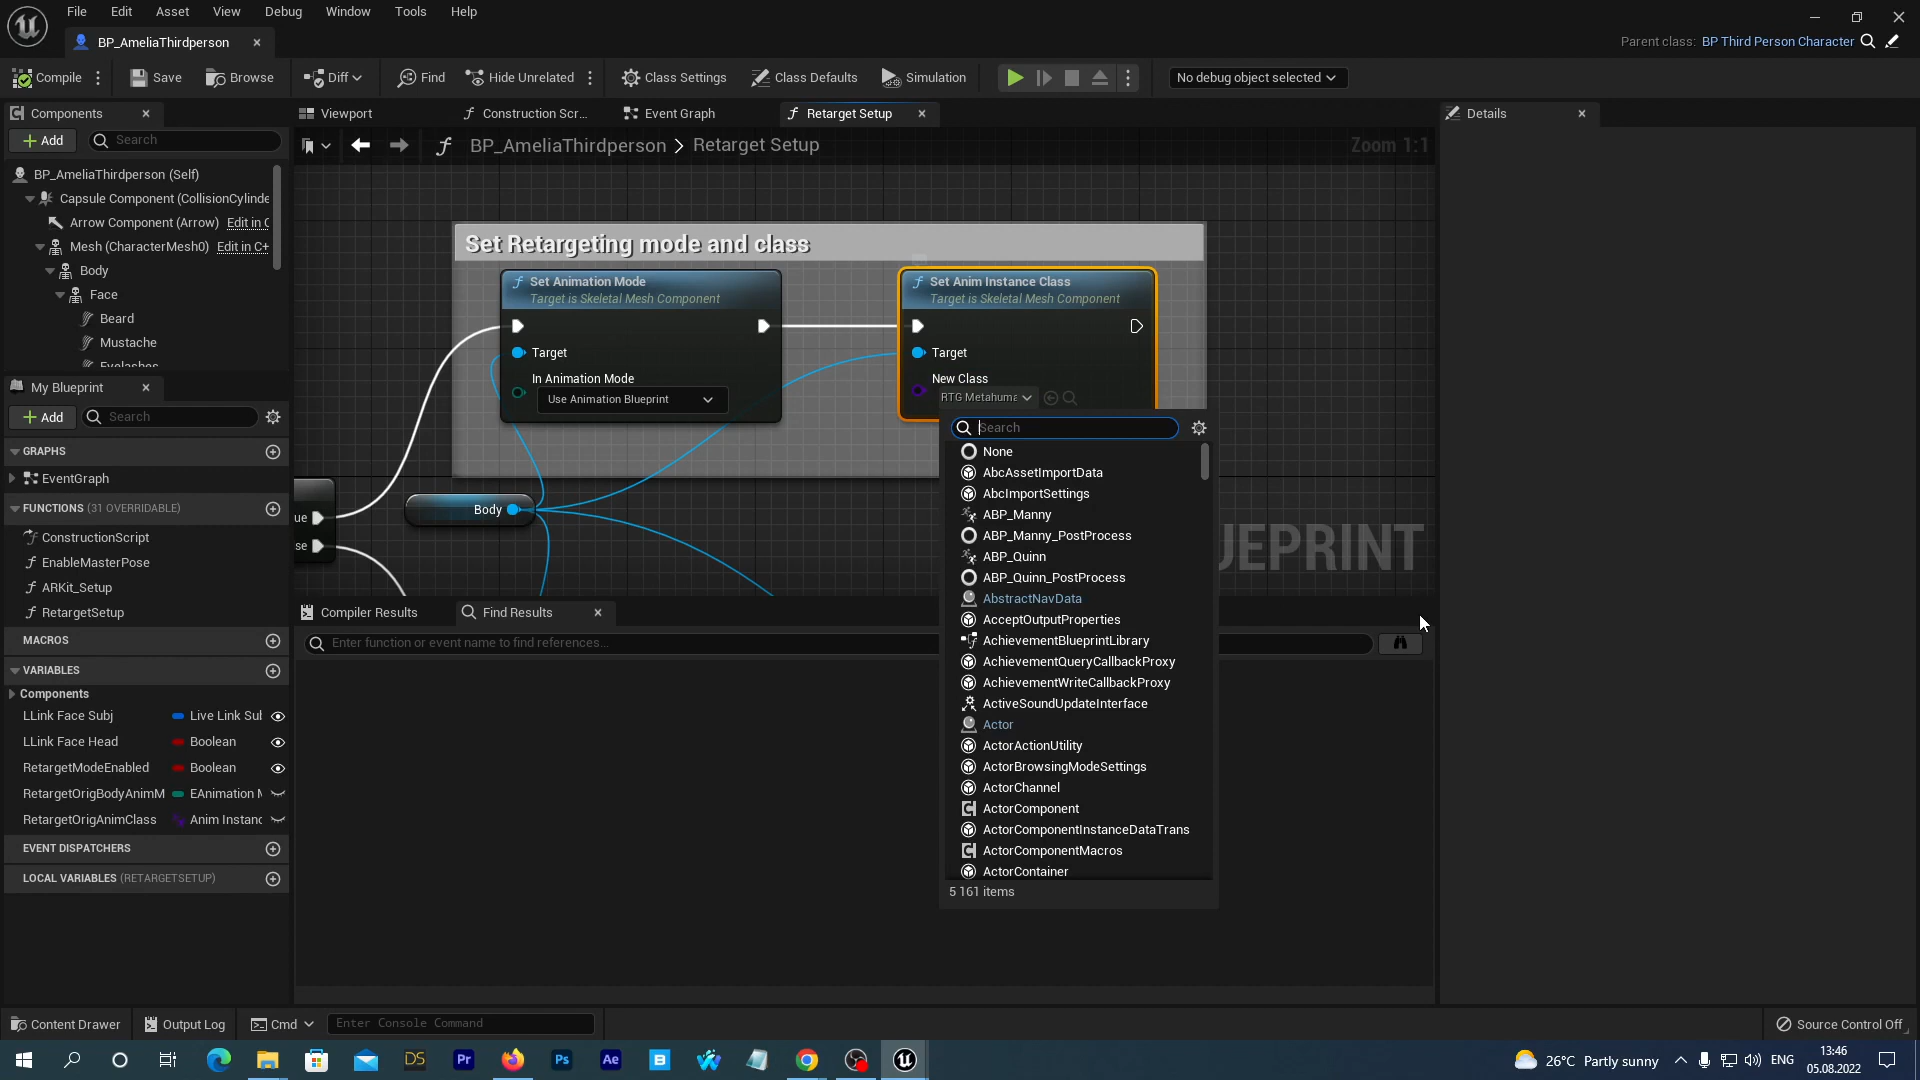 File Edit Asset View Debug Window Tools Help
BP_AmeliaThirdperson
Parent class: BP Third Person Character
Compile Save Browse Diff Find Hide Unrelated Class Settings Class Defaults Simulation No debug object selected
Components
Add Search
BP_AmeliaThirdperson (Self)
Capsule Component (CollisionCylinde
Arrow Component (Arrow) Edit in C
Mesh (CharacterMesh0) Edit in C+
Body
Face
Beard
Mustache
Eyelashes
My Blueprint
Add Search
GRAPHS
EventGraph
FUNCTIONS (31 OVERRIDABLE)
ConstructionScript
EnableMasterPose
ARKit_Setup
RetargetSetup
MACROS
VARIABLES
Components
LLink Face Subj Live Link Sul
LLink Face Head Boolean
RetargetModeEnabled Boolean
RetargetOrigBodyAnimM EAnimation M
RetargetOrigAnimClass Anim Instanc
EVENT DISPATCHERS
LOCAL VARIABLES (RETARGETSETUP)
Viewport Construction Scr... Event Graph Retarget Setup
BP_AmeliaThirdperson > Retarget Setup Zoom 1:1
Set Retargeting mode and class
Set Animation Mode
Target is Skeletal Mesh Component
Target
In Animation Mode
Use Animation Blueprint
Set Anim Instance Class
Target is Skeletal Mesh Component
Target
New Class
RTG Metahuma
ue
se
Body
UEPRINT
Search
None
AbcAssetImportData
AbcImportSettings
ABP_Manny
ABP_Manny_PostProcess
ABP_Quinn
ABP_Quinn_PostProcess
AbstractNavData
AcceptOutputProperties
AchievementBlueprintLibrary
AchievementQueryCallbackProxy
AchievementWriteCallbackProxy
ActiveSoundUpdateInterface
Actor
ActorActionUtility
ActorBrowsingModeSettings
ActorChannel
ActorComponent
ActorComponentInstanceDataTrans
ActorComponentMacros
ActorContainer
5 161 items
Compiler Results Find Results
Enter function or event name to find references...
Details
Content Drawer Output Log Cmd Enter Console Command Source Control Off
DS Pr Ps Ae
26°C Partly sunny ENG
13:46
05.08.2022